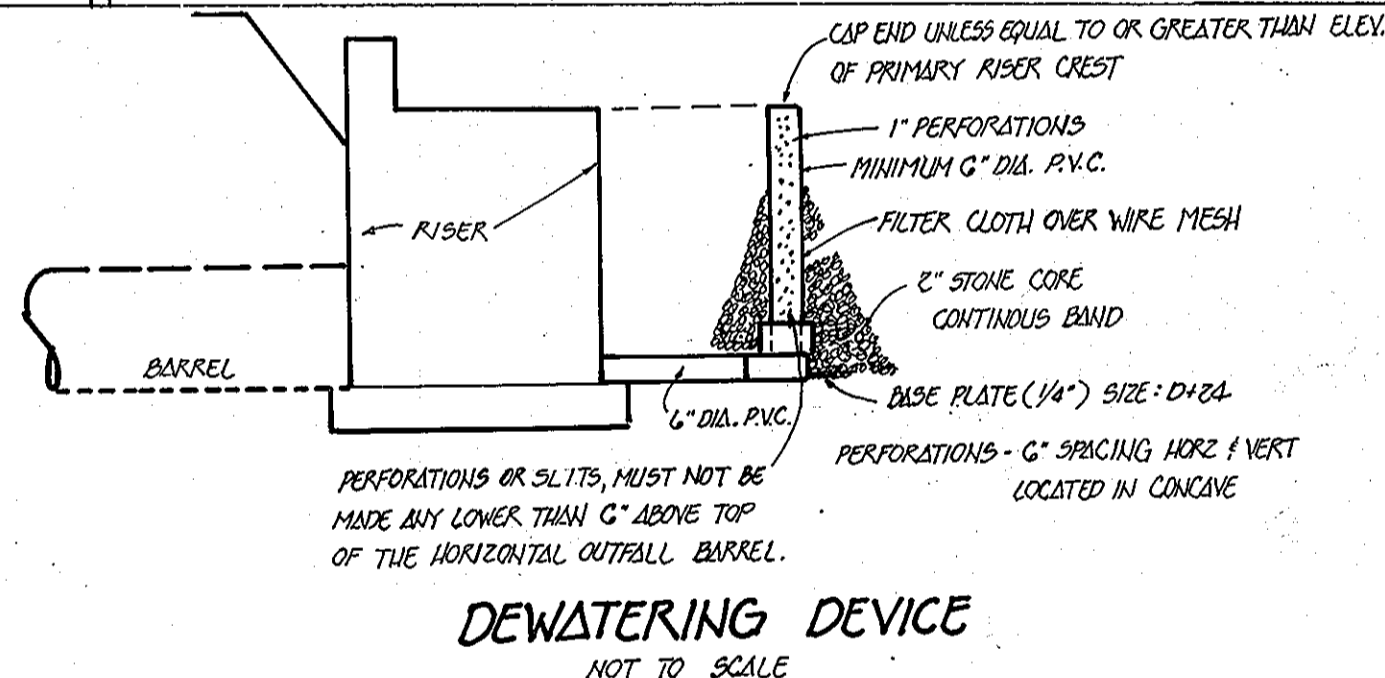 CAP END UNLESS EQUAL TO OR GREATER THAN ELEV.
OF PRIMARY RISER CREST
1" PERFORATIONS
MINIMUM 6" DIA. P.V.C.
FILTER CLOTH OVER WIRE MESH
RISER
2" STONE CORE
CONTINOUS BAND
BARREL
BASE PLATE (1/4") SIZE: D+24
6" DIA. P.V.C.
PERFORATIONS - 6" SPACING HORZ & VERT
LOCATED IN CONCAVE
PERFORATIONS OR SLITS, MUST NOT BE
MADE ANY LOWER THAN 6" ABOVE TOP
OF THE HORIZONTAL OUTFALL BARREL.
DEWATERING DEVICE
NOT TO SCALE